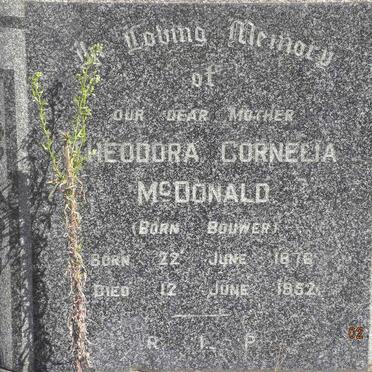 In Loving Memory
of
OUR DEAR MOTHER
THEODORA CORNELIA
McDONALD
(BORN BOUWER)
BORN 22 JUNE 1876
DIED 12 JUNE 1952
R. I. P.
02